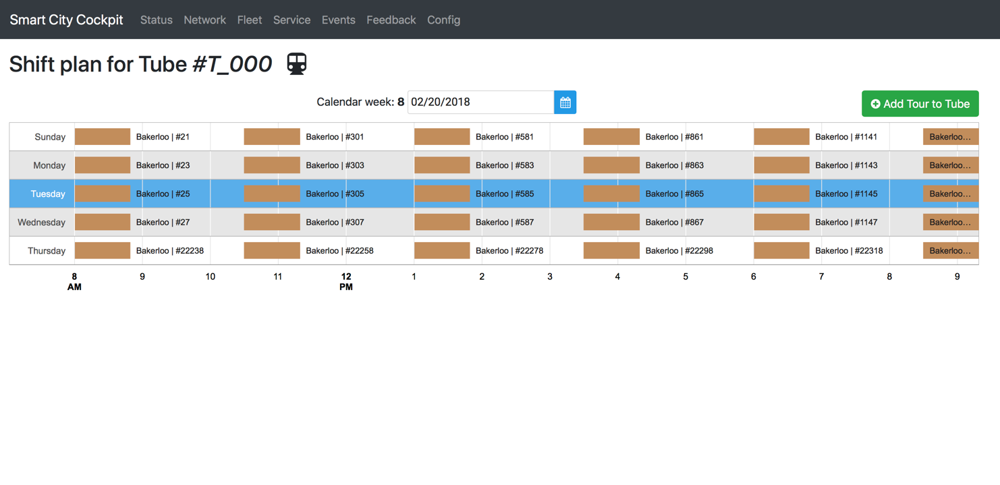 Smart City Cockpit Status Network Fleet Service Events Feedback Config
Shift plan for Tube #T_000
Calendar week: 8 02/20/2018 Add Tour to Tube
Sunday Bakerloo | #21 Bakerloo | #301 Bakerloo | #581 Bakerloo | #861 Bakerloo | #1141 Bakerloo...
Monday Bakerloo | #23 Bakerloo | #303 Bakerloo | #583 Bakerloo | #863 Bakerloo | #1143 Bakerloo...
Tuesday Bakerloo | #25 Bakerloo | #305 Bakerloo | #585 Bakerloo | #865 Bakerloo | #1145 Bakerloo...
Wednesday Bakerloo | #27 Bakerloo | #307 Bakerloo | #587 Bakerloo | #867 Bakerloo | #1147 Bakerloo...
Thursday Bakerloo | #22238 Bakerloo | #22258 Bakerloo | #22278 Bakerloo | #22298 Bakerloo | #22318 Bakerloo...
8 9 10 11 12 1 2 3 4 5 6 7 8 9
AM PM